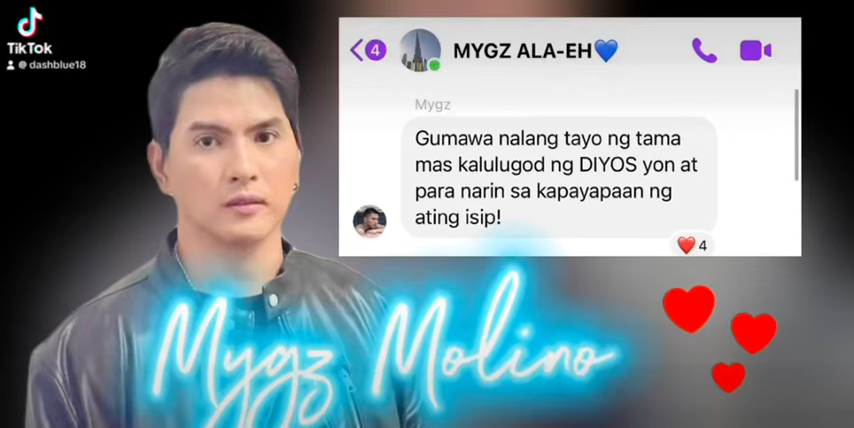 TikTok
@ dashblue18
4
MYGZ ALA-EH💙
Mygz
Gumawa nalang tayo ng tama
mas kalulugod ng DIYOS yon at
para narin sa kapayapaan ng
ating isip!
❤️ 4
Mygz Molino